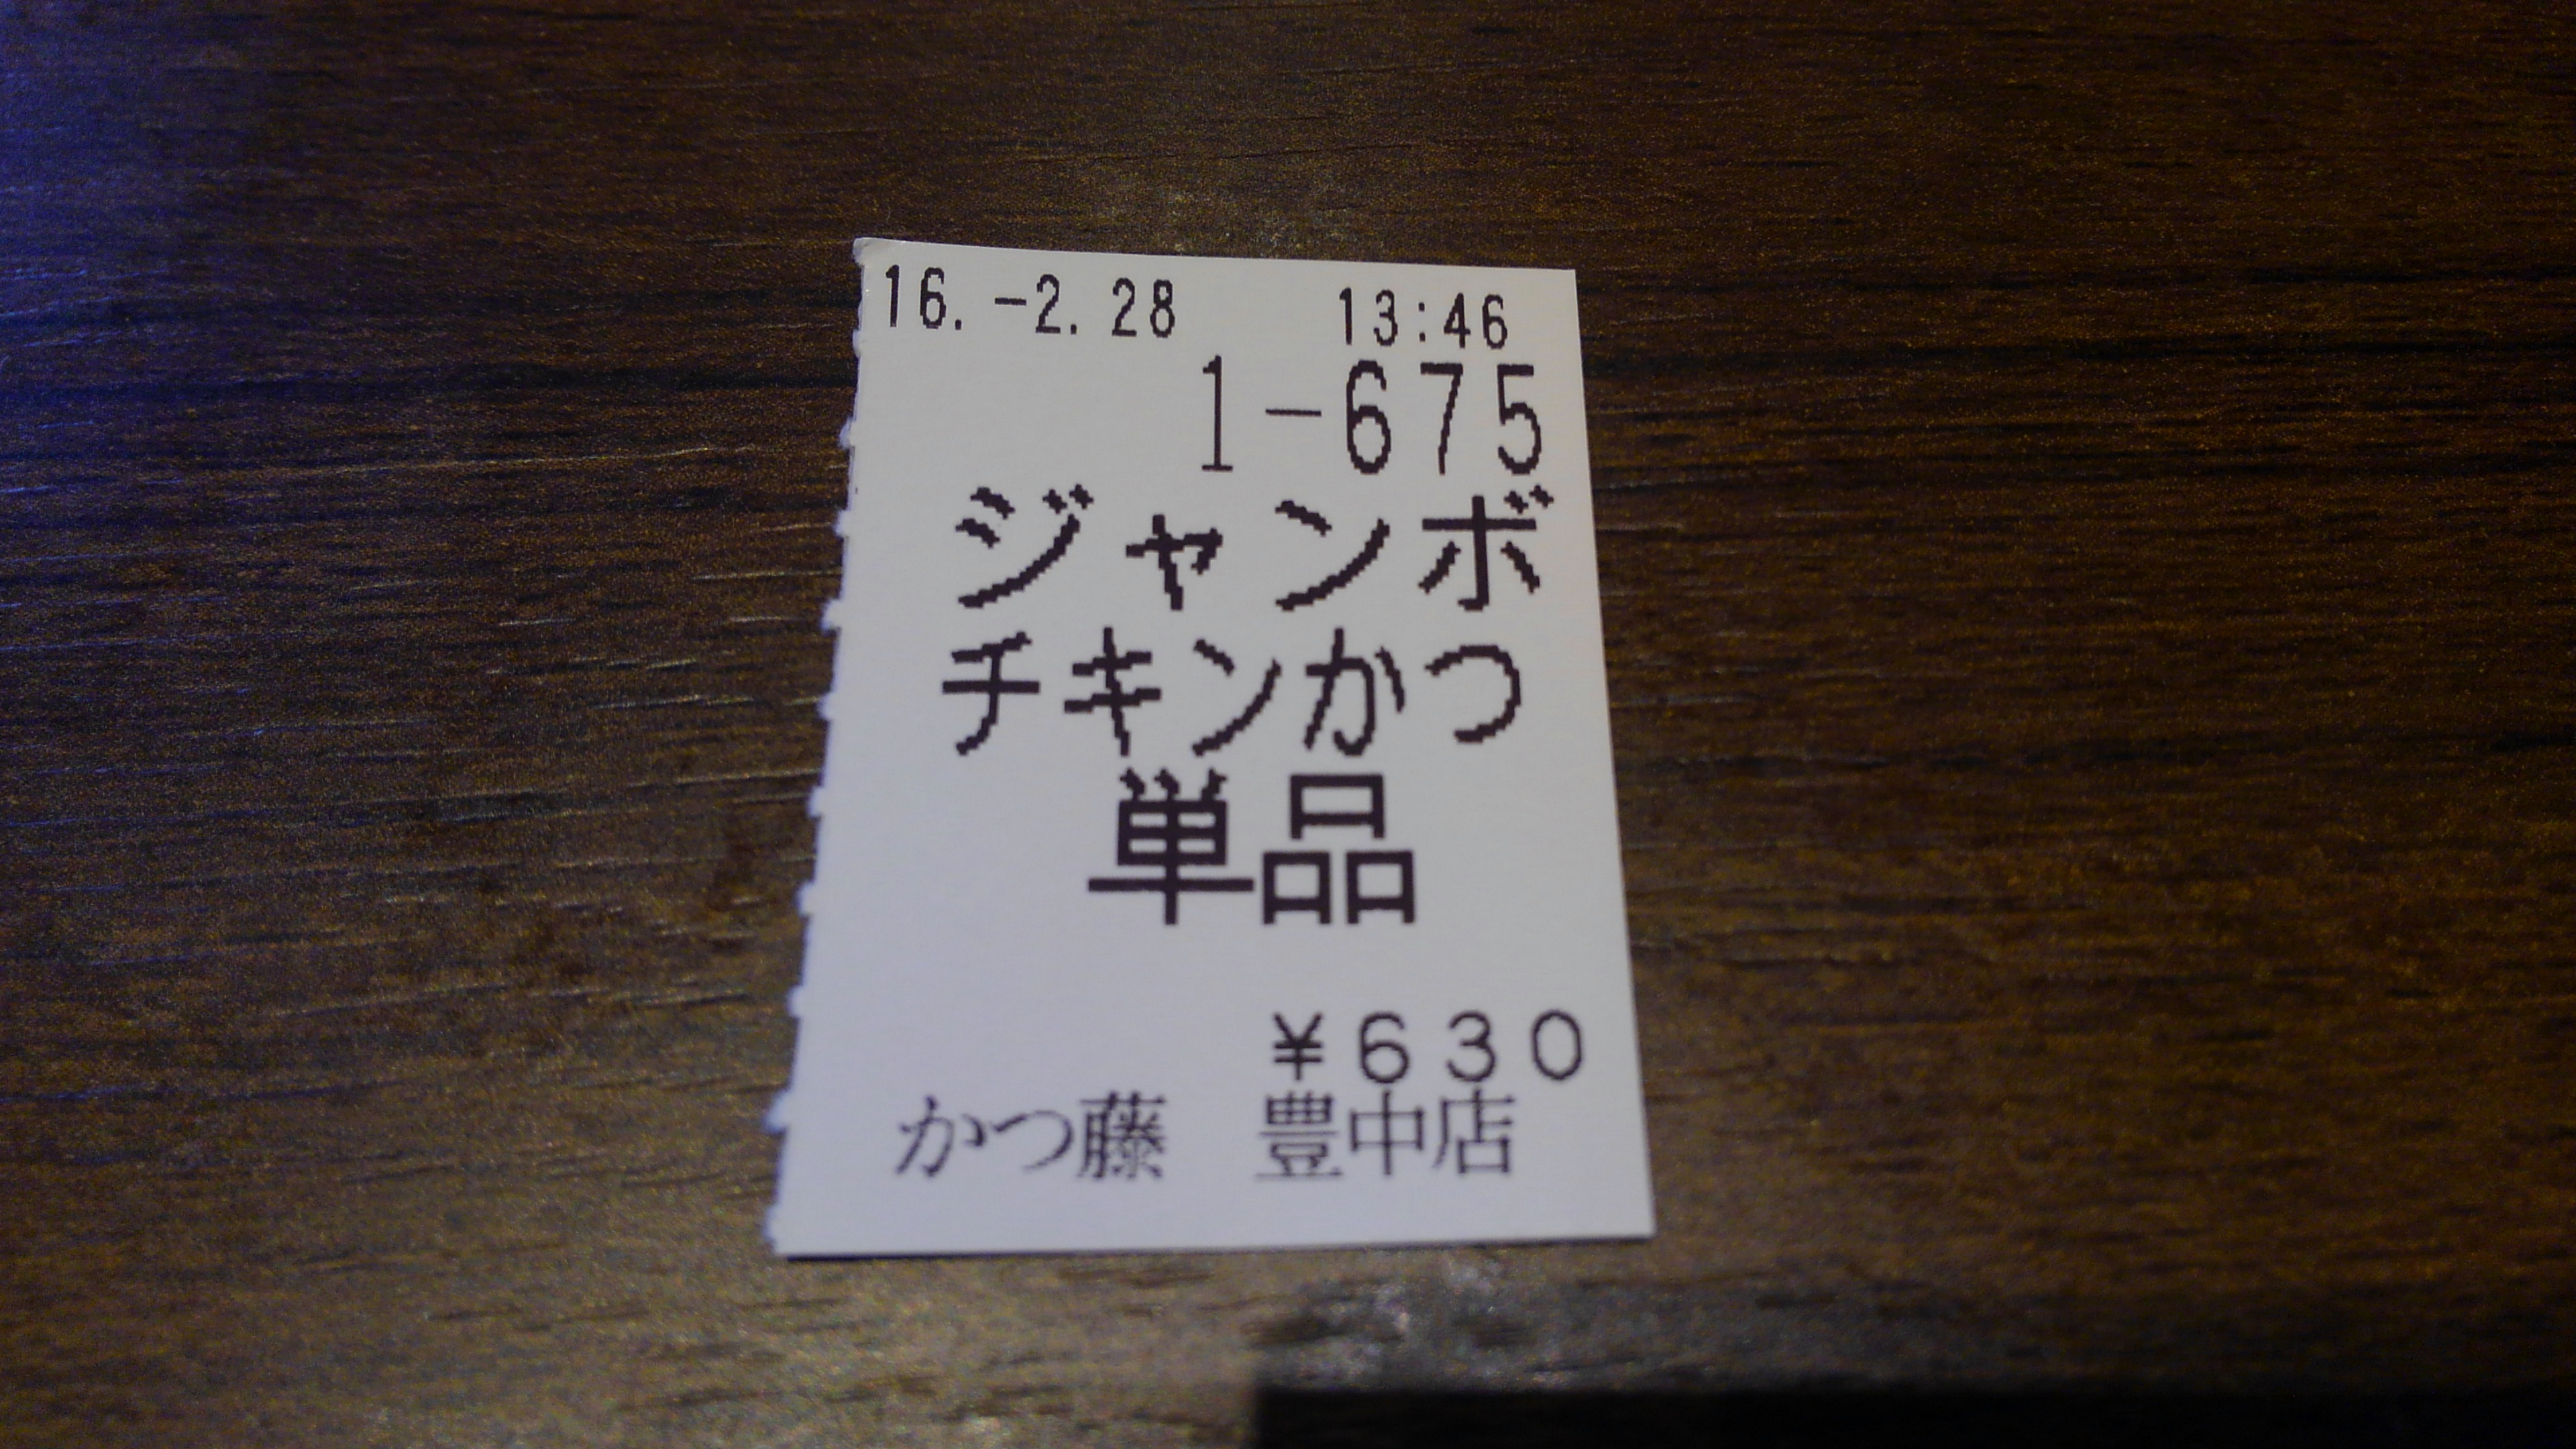 16.-2.28 13:46
1-675
ジャンボ
チキンかつ
単品
¥630
かつ藤 豊中店